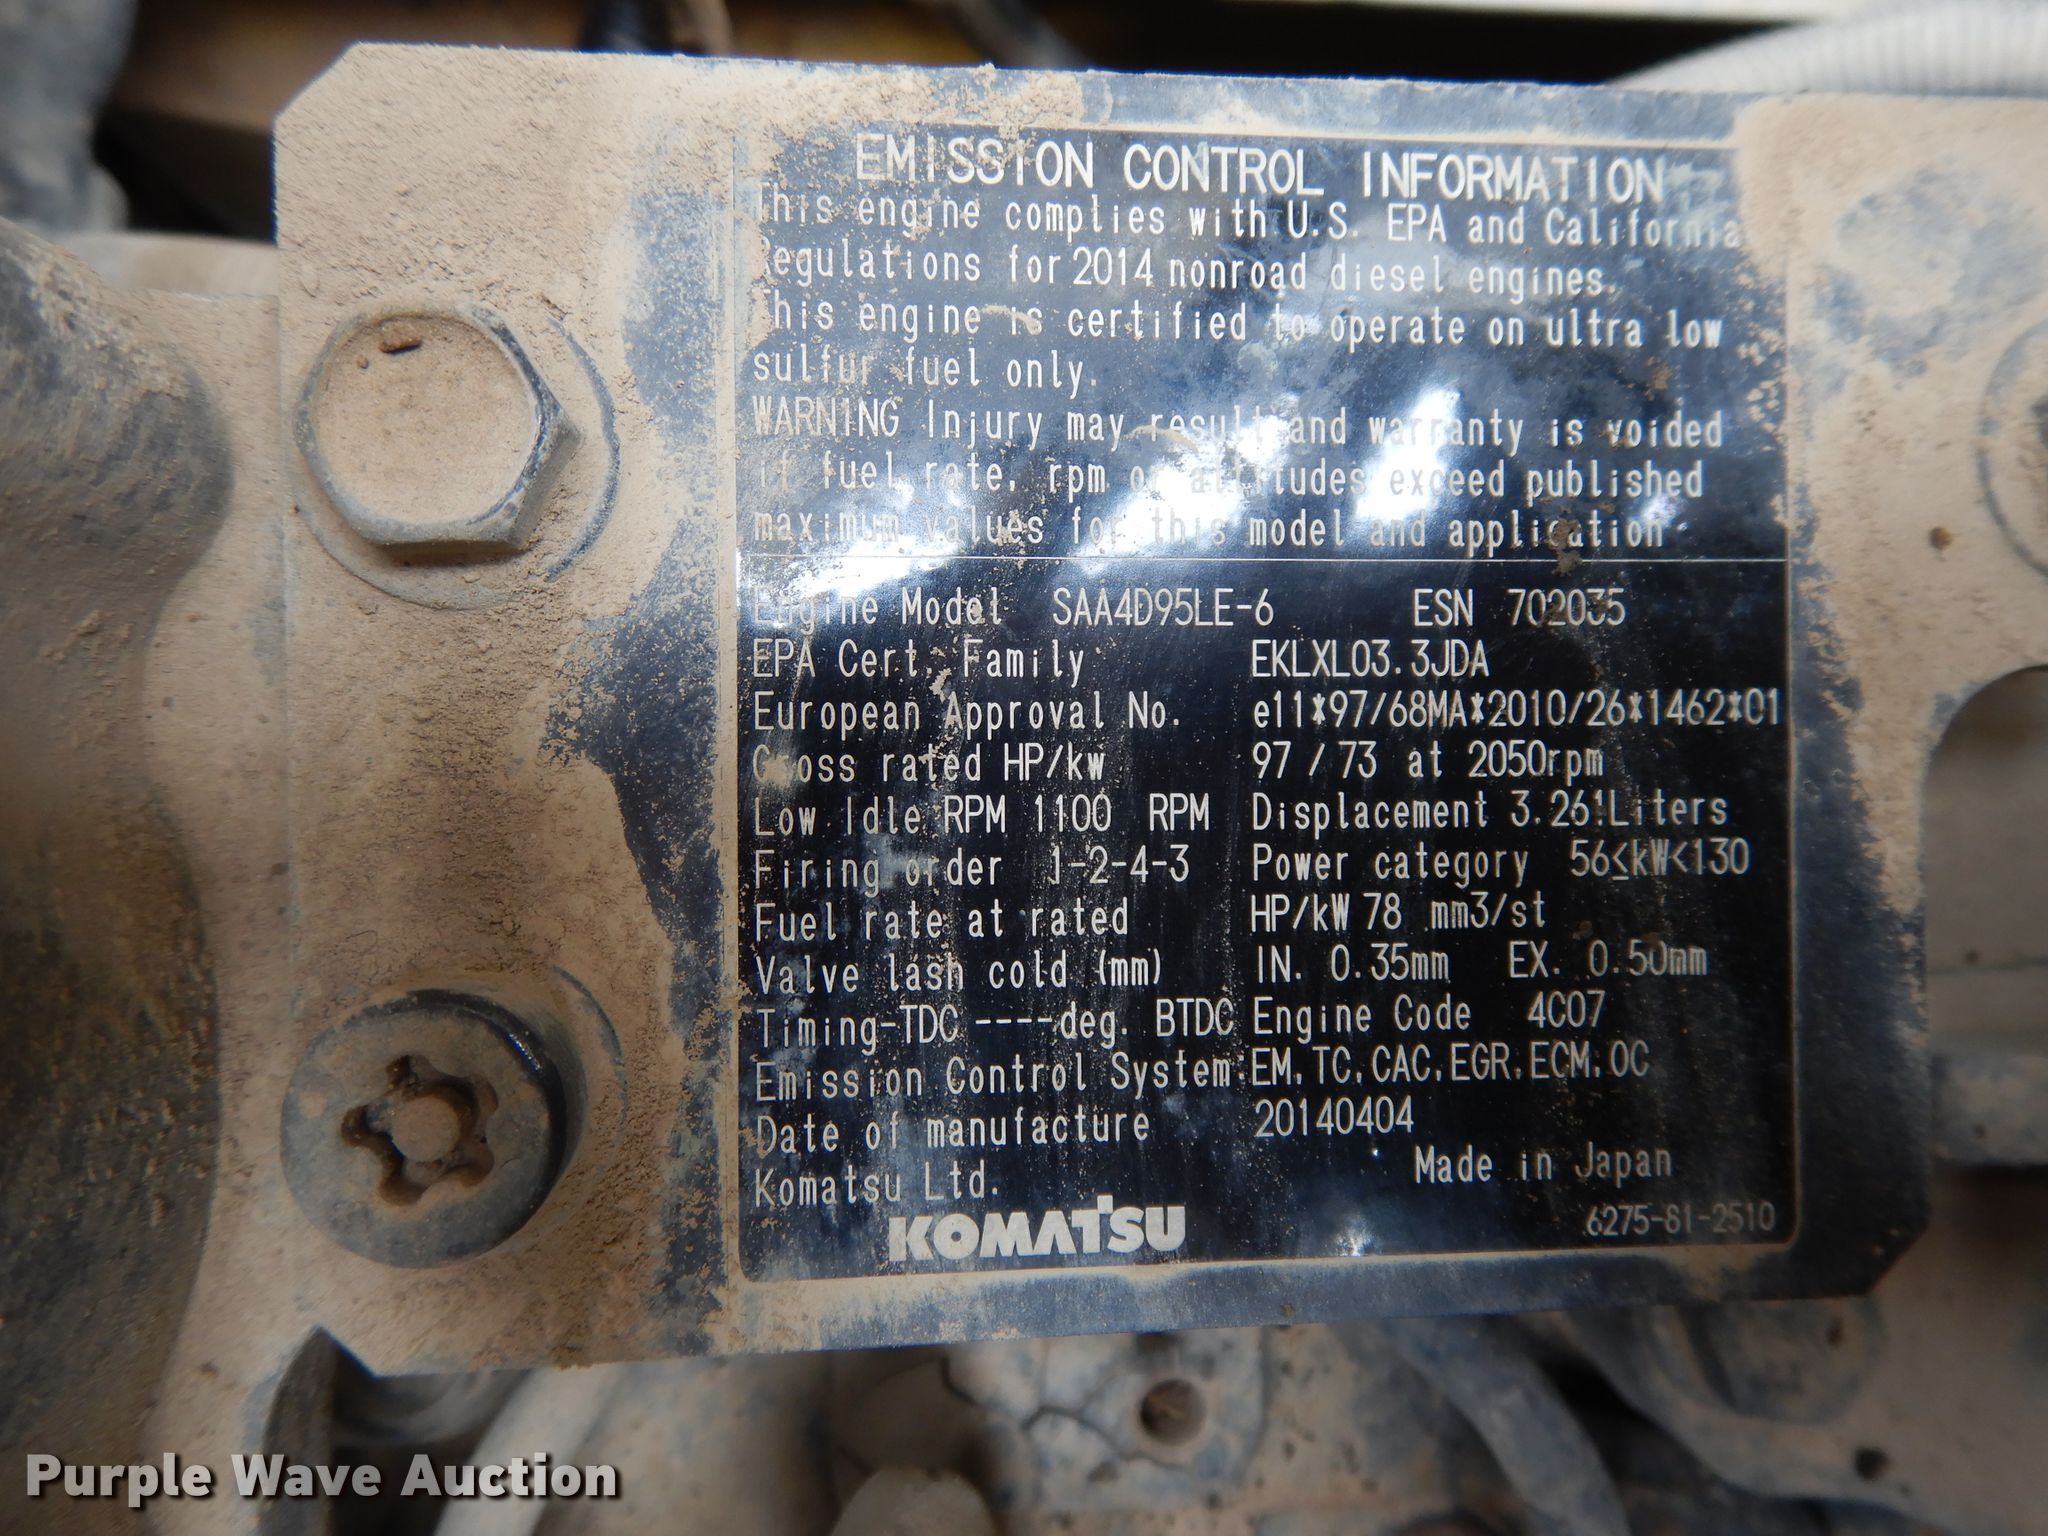 EMISSION CONTROL INFORMATION
This engine complies with U.S. EPA and California
Regulations for 2014 nonroad diesel engines.
This engine is certified to operate on ultra low
sulfur fuel only.
WARNING Injury may result and warranty is voided
if fuel rate, rpm or altitudes exceed published
maximum values for this model and application
Engine Model SAA4D95LE-6 ESN 702035
EPA Cert. Family EKLXL03.3JDA
European Approval No. e11*97/68MA*2010/26*1462*01
Gross rated HP/kw 97 / 73 at 2050rpm
Low Idle RPM 1100 RPM Displacement 3.26!Liters
Firing order 1-2-4-3 Power category 56≤kW<130
Fuel rate at rated HP/kW 78 mm3/st
Valve lash cold (mm) IN. 0.35mm EX. 0.50mm
Timing-TDC ----deg. BTDC Engine Code 4C07
Emission Control System:EM,TC,CAC,EGR,ECM,OC
Date of manufacture 20140404
Komatsu Ltd. Made in Japan
KOMATSU 6275-81-2510
Purple Wave Auction